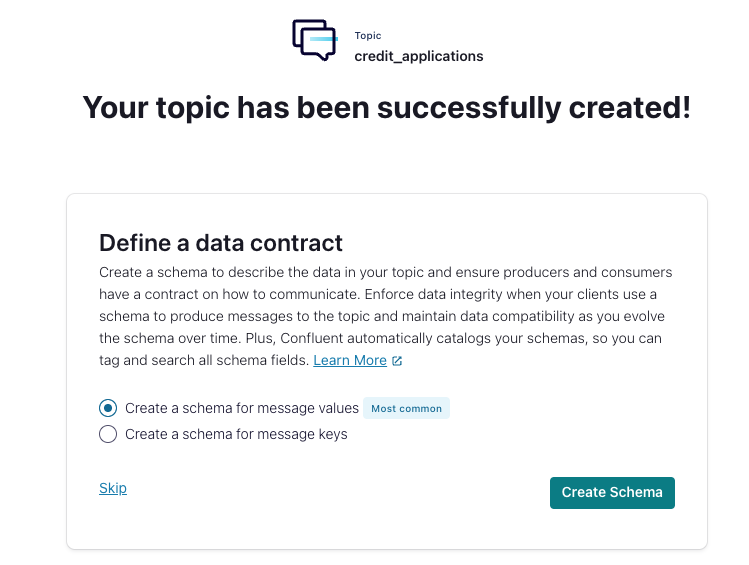 Topic
credit_applications
Your topic has been successfully created!
Define a data contract
Create a schema to describe the data in your topic and ensure producers and consumers
have a contract on how to communicate. Enforce data integrity when your clients use a
schema to produce messages to the topic and maintain data compatibility as you evolve
the schema over time. Plus, Confluent automatically catalogs your schemas, so you can
tag and search all schema fields. Learn More
Create a schema for message values Most common
Create a schema for message keys
Skip
Create Schema